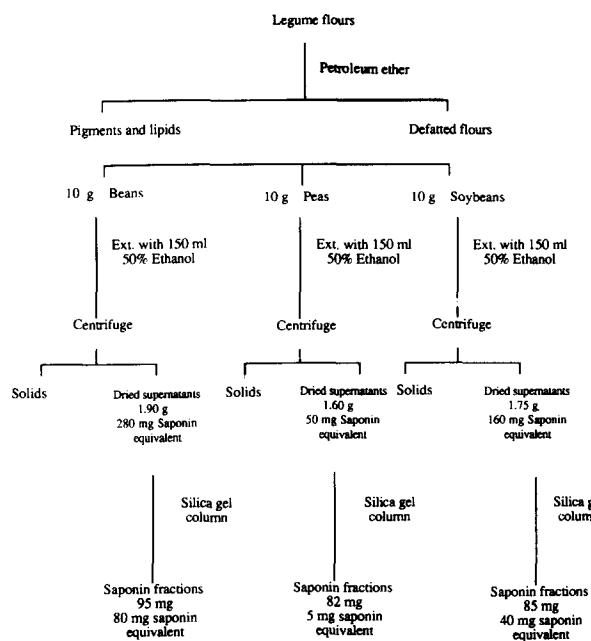 Legume flours
Petroleum ether
Pigments and lipids
Defatted flours
10 g Beans
10 g Peas
10 g Soybeans
Ext. with 150 ml
50% Ethanol
Ext. with 150 ml
50% Ethanol
Ext. with 150 ml
50% Ethanol
Centrifuge
Centrifuge
Centrifuge
Solids
Dried supernatants
1.90 g
280 mg Saponin
equivalent
Solids
Dried supernatants
1.60 g
50 mg Saponin
equivalent
Solids
Dried supernatants
1.75 g
160 mg Saponin
equivalent
Silica gel
column
Silica gel
column
Silica g
colum
Saponin fractions
95 mg
80 mg saponin
equivalent
Saponin fractions
82 mg
5 mg saponin
equivalent
Saponin fractions
85 mg
40 mg saponin
equivalent